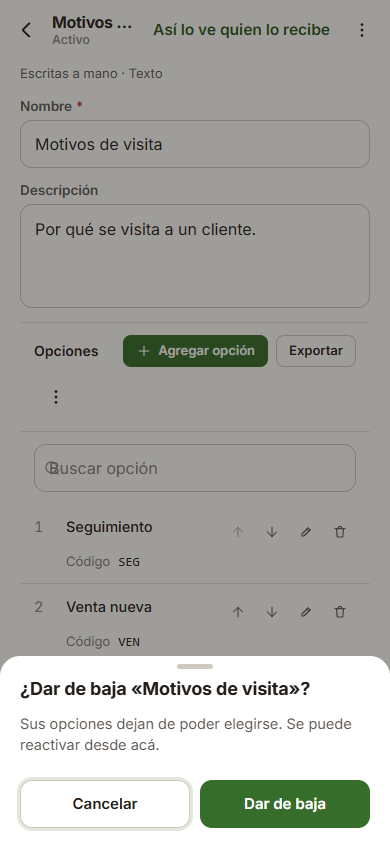 Motivos ...
Activo
Así lo ve quien lo recibe
Escritas a mano · Texto
Nombre *
Motivos de visita
Descripción
Por qué se visita a un cliente.
Opciones
Agregar opción
Exportar
Buscar opción
1 Seguimiento
Código SEG
2 Venta nueva
Código VEN
¿Dar de baja «Motivos de visita»?
Sus opciones dejan de poder elegirse. Se puede
reactivar desde acá.
Cancelar
Dar de baja